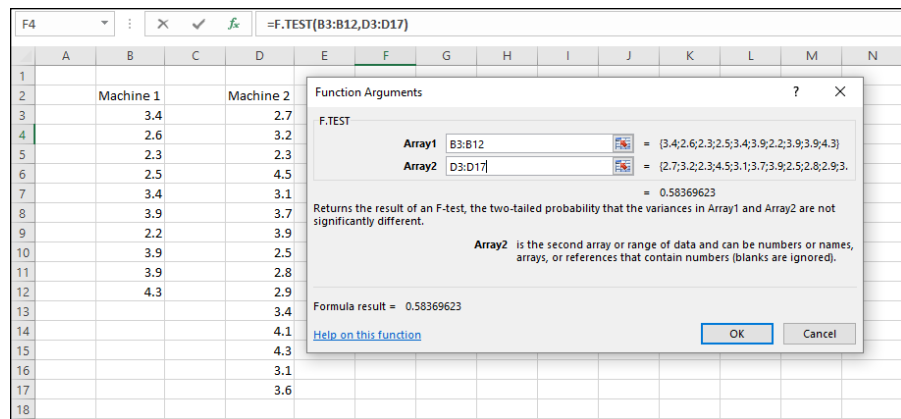 F4 fx =F.TEST(B3:B12,D3:D17)
A B C D E F G H I J K L M N
1
2 Machine 1 Machine 2
3 3.4 2.7
4 2.6 3.2
5 2.3 2.3
6 2.5 4.5
7 3.4 3.1
8 3.9 3.7
9 2.2 3.9
10 3.9 2.5
11 3.9 2.8
12 4.3 2.9
13 3.4
14 4.1
15 4.3
16 3.1
17 3.6
18
Function Arguments ? ×
F.TEST
Array1 B3:B12 = {3.4;2.6;2.3;2.5;3.4;3.9;2.2;3.9;3.9;4.3}
Array2 D3:D17 = {2.7;3.2;2.3;4.5;3.1;3.7;3.9;2.5;2.8;2.9;3.
= 0.58369623
Returns the result of an F-test, the two-tailed probability that the variances in Array1 and Array2 are not
significantly different.
Array2 is the second array or range of data and can be numbers or names,
arrays, or references that contain numbers (blanks are ignored).
Formula result = 0.58369623
Help on this function OK Cancel